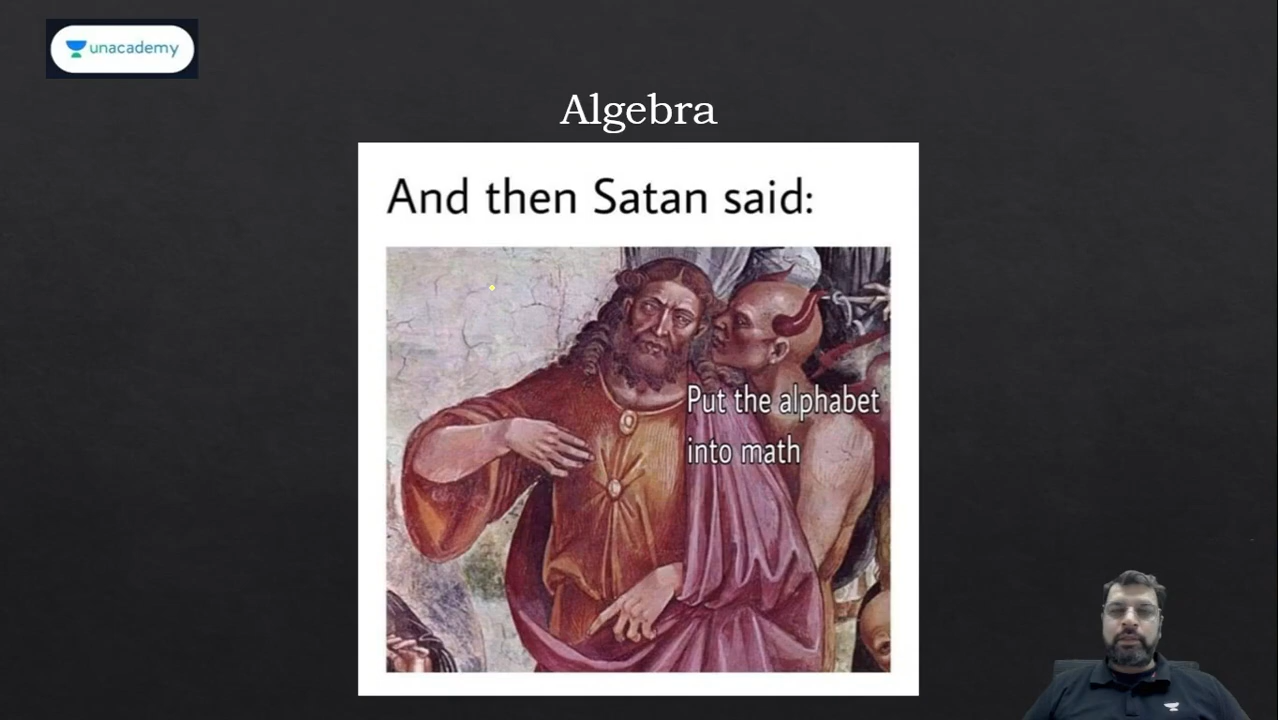 unacademy
Algebra
And then Satan said:
Put the alphabet
into math